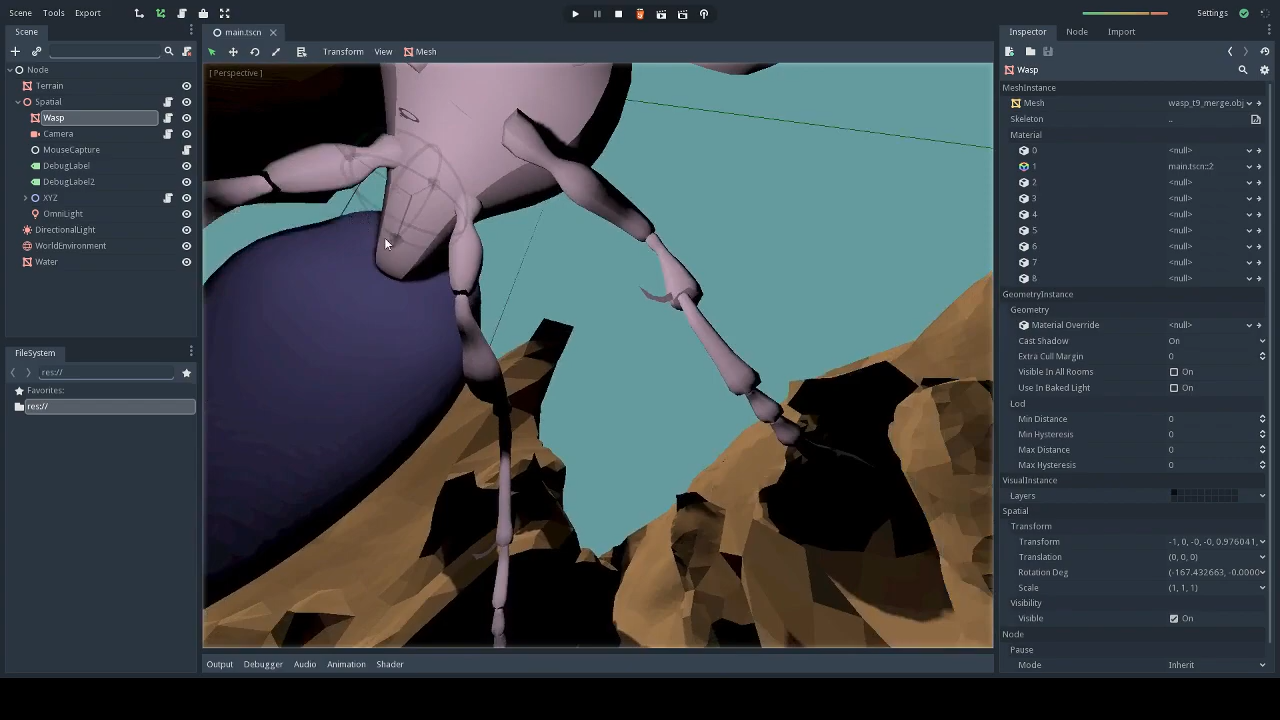 Scene Tools Export Settings
Scene
main.tscn
Inspector Node Import
Transform View Mesh
Node
[ Perspective ]
Wasp
Terrain
MeshInstance
Spatial
Mesh wasp_t9_merge.obj
Wasp
Skeleton ..
Camera
Material
MouseCapture
0 <null>
DebugLabel
1 main.tscn::2
DebugLabel2
2 <null>
XYZ
3 <null>
OmniLight
4 <null>
DirectionalLight
5 <null>
WorldEnvironment
6 <null>
Water
7 <null>
8 <null>
GeometryInstance
Geometry
Material Override <null>
Cast Shadow On
FileSystem
Extra Cull Margin 0
res://
Visible In All Rooms On
Favorites:
Use In Baked Light On
res://
Lod
Min Distance 0
Min Hysteresis 0
Max Distance 0
Max Hysteresis 0
VisualInstance
Layers
Spatial
Transform
Transform -1, 0, -0, -0, 0.976041,
Translation (0, 0, 0)
Rotation Deg (-167.432663, -0.0000
Scale (1, 1, 1)
Visibility
Visible On
Node
Pause
Output Debugger Audio Animation Shader
Mode Inherit